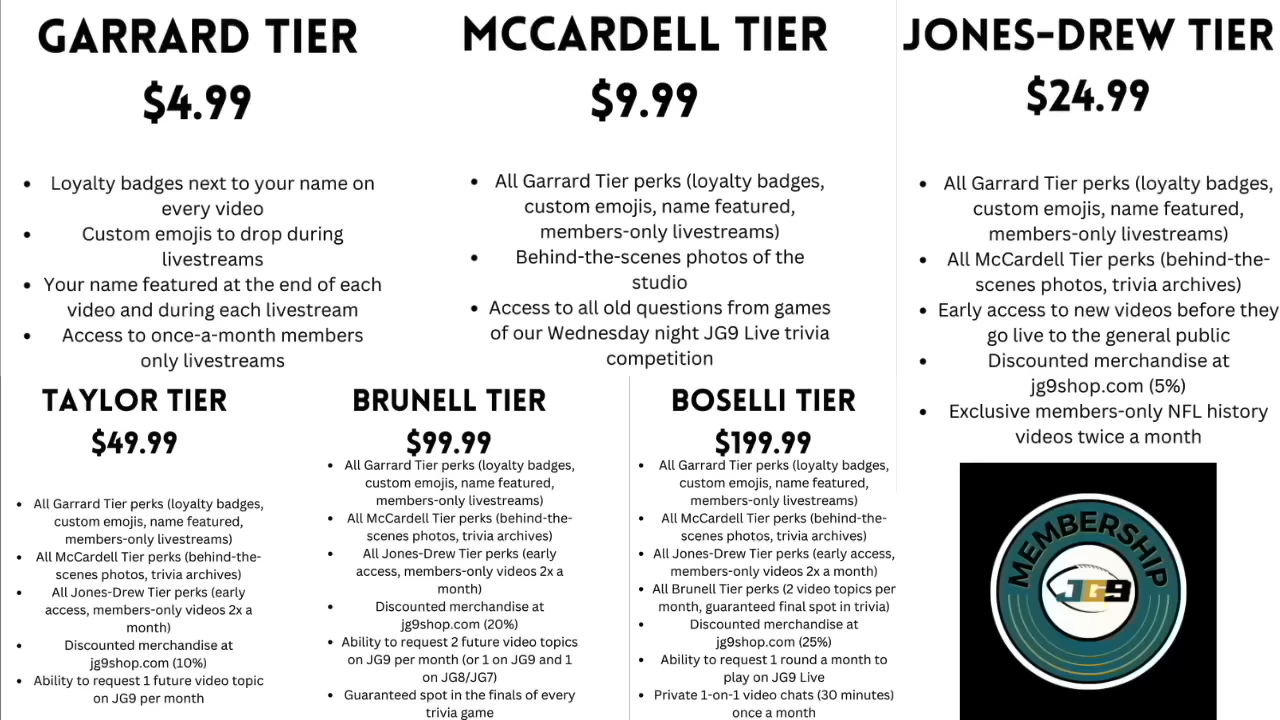 GARRARD TIER
$4.99
• Loyalty badges next to your name on
every video
• Custom emojis to drop during
livestreams
• Your name featured at the end of each
video and during each livestream
• Access to once-a-month members
only livestreams
MCCARDELL TIER
$9.99
• All Garrard Tier perks (loyalty badges,
custom emojis, name featured,
members-only livestreams)
• Behind-the-scenes photos of the
studio
• Access to all old questions from games
of our Wednesday night JG9 Live trivia
competition
JONES-DREW TIER
$24.99
• All Garrard Tier perks (loyalty badges,
custom emojis, name featured,
members-only livestreams)
• All McCardell Tier perks (behind-the-
scenes photos, trivia archives)
• Early access to new videos before they
go live to the general public
• Discounted merchandise at
jg9shop.com (5%)
• Exclusive members-only NFL history
videos twice a month
TAYLOR TIER
$49.99
• All Garrard Tier perks (loyalty badges,
custom emojis, name featured,
members-only livestreams)
• All McCardell Tier perks (behind-the-
scenes photos, trivia archives)
• All Jones-Drew Tier perks (early
access, members-only videos 2x a
month)
• Discounted merchandise at
jg9shop.com (10%)
• Ability to request 1 future video topic
on JG9 per month
BRUNELL TIER
$99.99
• All Garrard Tier perks (loyalty badges,
custom emojis, name featured,
members-only livestreams)
• All McCardell Tier perks (behind-the-
scenes photos, trivia archives)
• All Jones-Drew Tier perks (early
access, members-only videos 2x a
month)
• Discounted merchandise at
jg9shop.com (20%)
• Ability to request 2 future video topics
on JG9 per month (or 1 on JG9 and 1
on JG8/JG7)
• Guaranteed spot in the finals of every
trivia game
BOSELLI TIER
$199.99
• All Garrard Tier perks (loyalty badges,
custom emojis, name featured,
members-only livestreams)
• All McCardell Tier perks (behind-the-
scenes photos, trivia archives)
• All Jones-Drew Tier perks (early access,
members-only videos 2x a month)
• All Brunell Tier perks (2 video topics per
month, guaranteed final spot in trivia)
• Discounted merchandise at
jg9shop.com (25%)
• Ability to request 1 round a month to
play on JG9 Live
• Private 1-on-1 video chats (30 minutes)
once a month
MEMBERSHIP
JG9